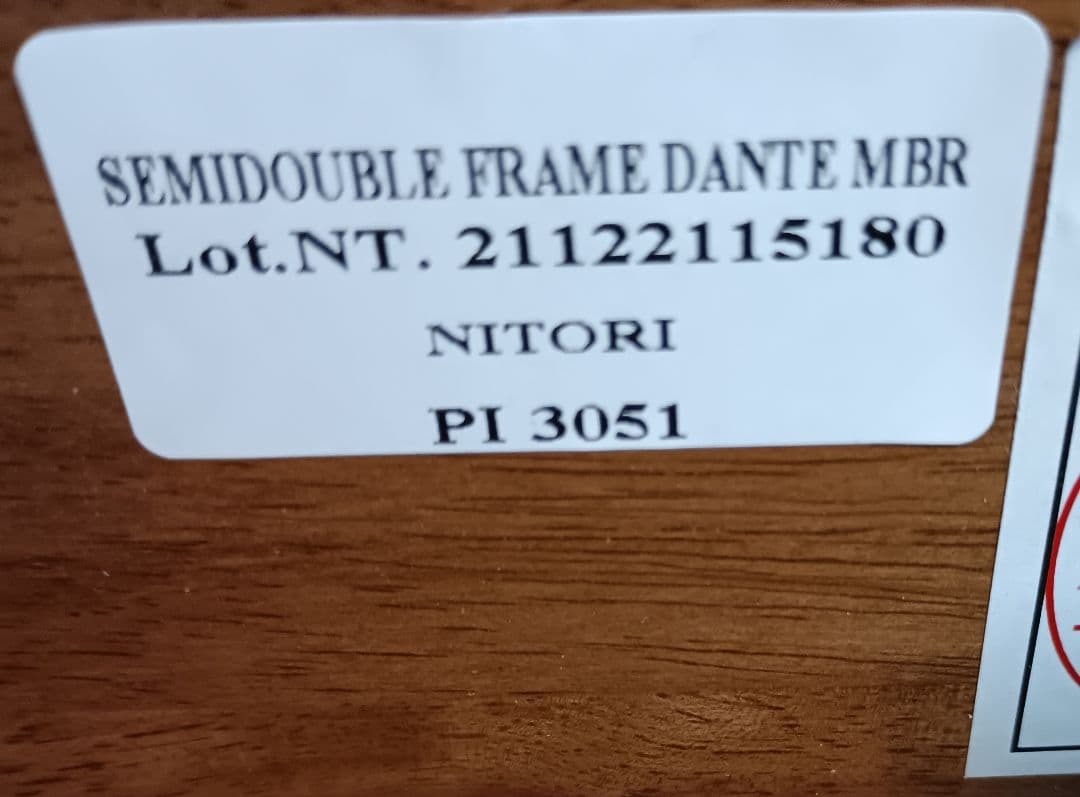 SEMIDOUBLE FRAME DANTE MBR
Lot.NT. 21122115180
NITORI
PI 3051